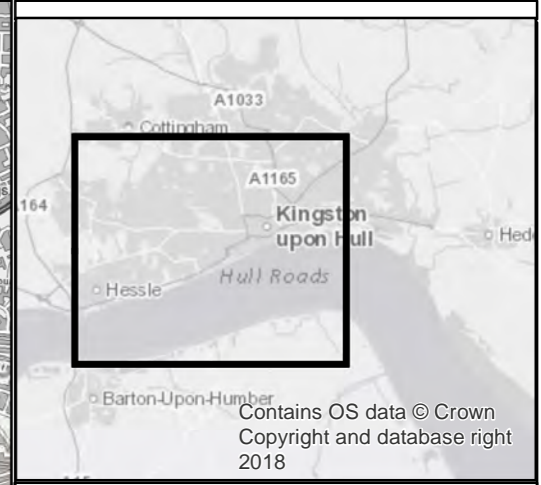 A1033
Cottingham
A1165
164
Kingston
upon Hull
Hed
Hull Roads
Hessle
Barton-Upon-Humber
Contains OS data © Crown
Copyright and database right
2018